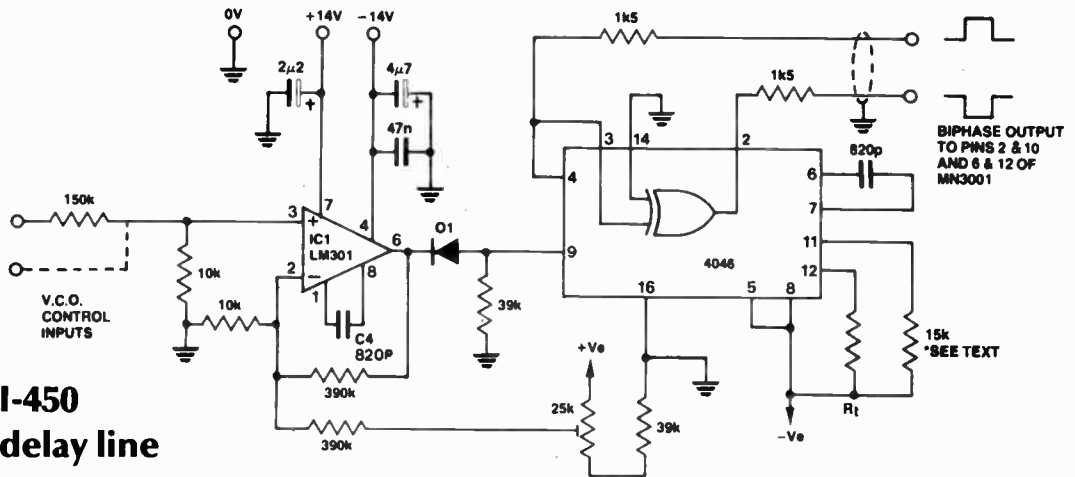 0V
+14V
−14V
2µ2
+
4µ7
+
47n
1k5
1k5
BIPHASE OUTPUT
TO PINS 2 & 10
AND 6 & 12 OF
MN3001
150k
10k
10k
V.C.O.
CONTROL
INPUTS
3
+
2
−
IC1
LM301
7
4
6
8
1
C4
820P
390k
390k
D1
39k
3
14
2
4
9
4046
16
5
8
6
7
11
12
820p
15k
*SEE TEXT
Rt
−Ve
+Ve
25k
39k
I-450
delay line